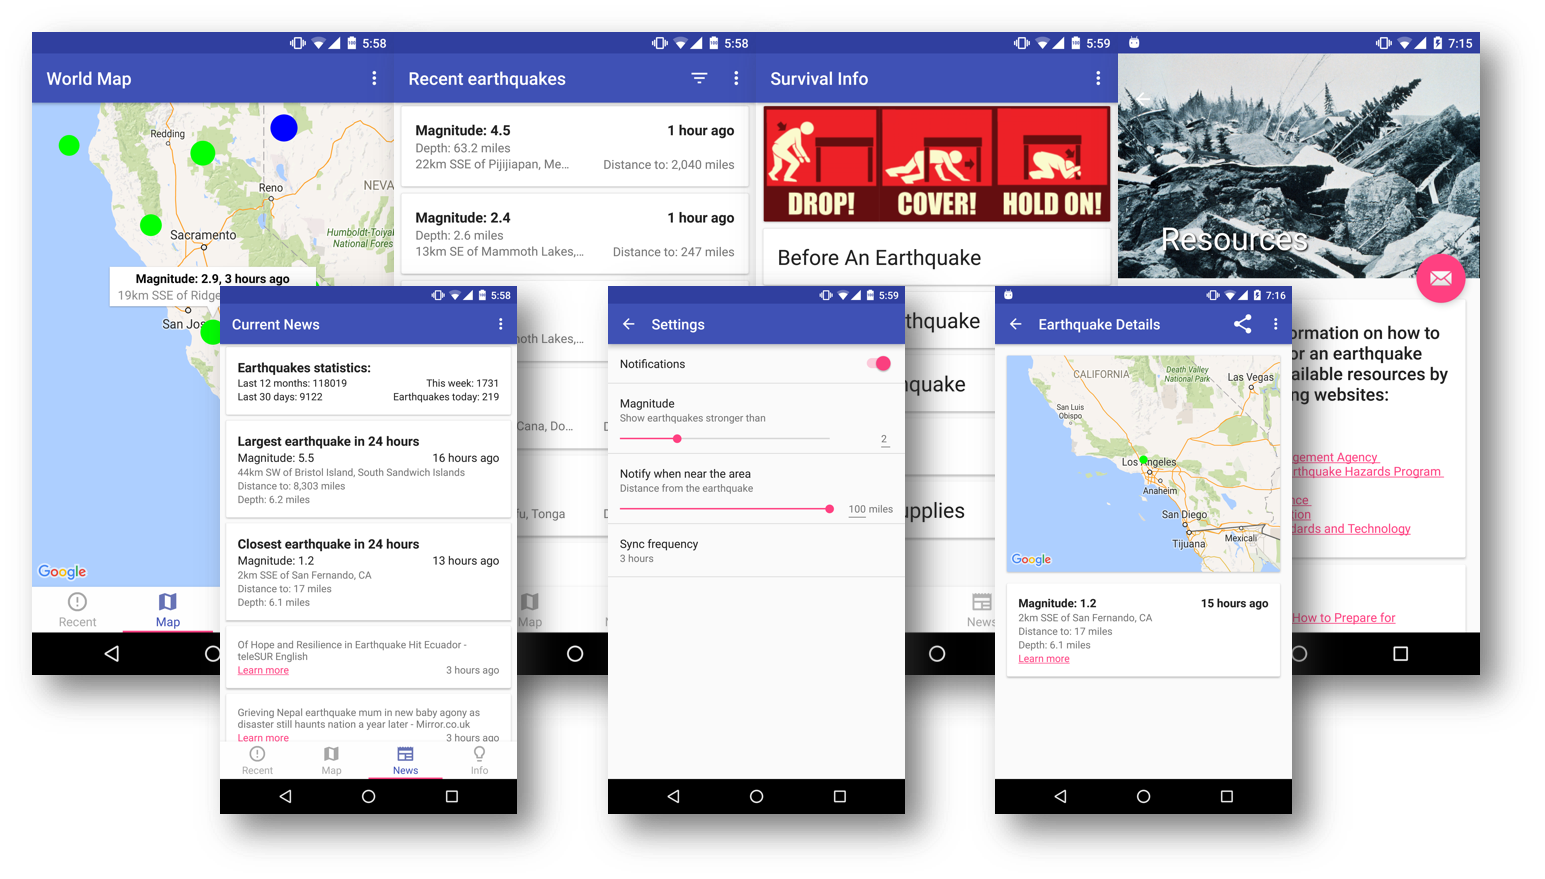 5:58
World Map
Redding
Reno
NEVA
Sacramento
Humboldt-Toiyab
National Fores
Magnitude: 2.9, 3 hours ago
19km SSE of Ridge
San Jos
Google
Recent
Map
5:58
Recent earthquakes
Magnitude: 4.5
1 hour ago
Depth: 63.2 miles
22km SSE of Pijijiapan, Me...
Distance to: 2,040 miles
Magnitude: 2.4
1 hour ago
Depth: 2.6 miles
13km SE of Mammoth Lakes,...
Distance to: 247 miles
oth Lakes,...
Cana, Do...
fu, Tonga
Map
5:59
Survival Info
DROP!
COVER!
HOLD ON!
Before An Earthquake
thquake
quake
pplies
News
7:15
Resources
ormation on how to
or an earthquake
ailable resources by
ng websites:
gement Agency
rthquake Hazards Program
nce
tion
dards and Technology
How to Prepare for
5:58
Current News
Earthquakes statistics:
Last 12 months: 118019
This week: 1731
Last 30 days: 9122
Earthquakes today: 219
Largest earthquake in 24 hours
Magnitude: 5.5
16 hours ago
44km SW of Bristol Island, South Sandwich Islands
Distance to: 8,303 miles
Depth: 6.2 miles
Closest earthquake in 24 hours
Magnitude: 1.2
13 hours ago
2km SSE of San Fernando, CA
Distance to: 17 miles
Depth: 6.1 miles
Of Hope and Resilience in Earthquake Hit Ecuador -
teleSUR English
Learn more
3 hours ago
Grieving Nepal earthquake mum in new baby agony as
disaster still haunts nation a year later - Mirror.co.uk
Learn more
3 hours ago
Recent
Map
News
Info
5:59
Settings
Notifications
Magnitude
Show earthquakes stronger than
2
Notify when near the area
Distance from the earthquake
100 miles
Sync frequency
3 hours
7:16
Earthquake Details
CALIFORNIA
Death Valley
National Park
Las Vegas
San Luis
Obispo
Los Angeles
Anaheim
San Diego
Tijuana
Mexicali
Google
Magnitude: 1.2
15 hours ago
2km SSE of San Fernando, CA
Distance to: 17 miles
Depth: 6.1 miles
Learn more